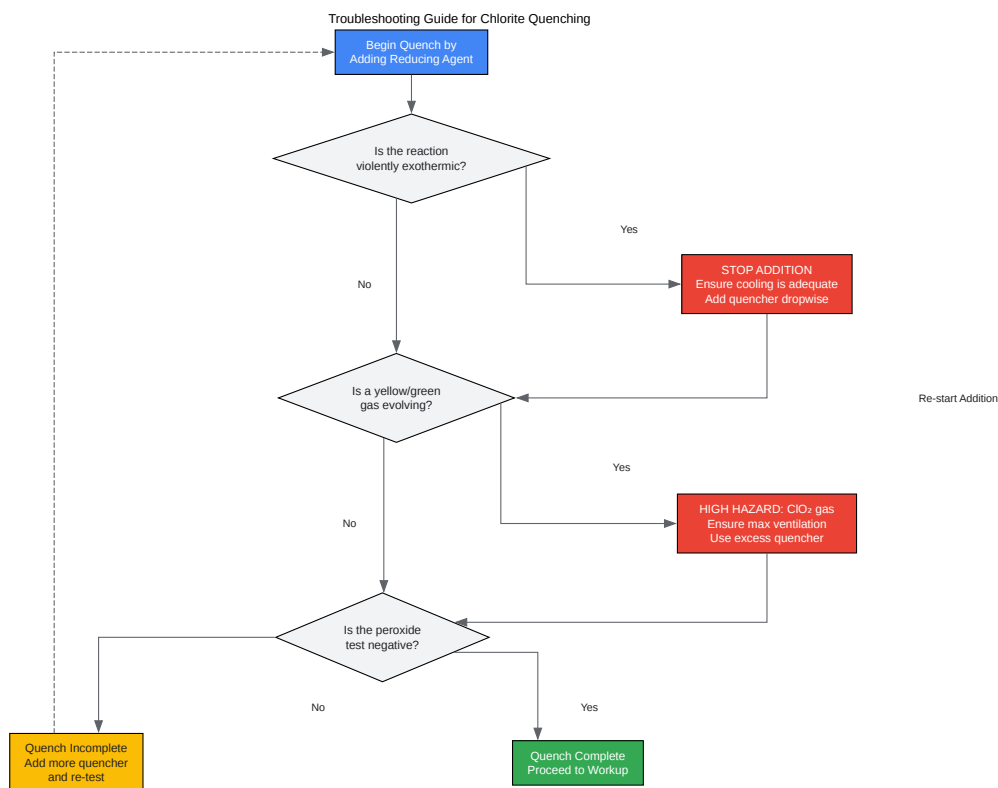 Troubleshooting Guide for Chlorite Quenching
Begin Quench by
Adding Reducing Agent
Is the reaction
violently exothermic?
Yes
STOP ADDITION
Ensure cooling is adequate
Add quencher dropwise
No
Is a yellow/green
gas evolving?
Re-start Addition
Yes
HIGH HAZARD: ClO₂ gas
Ensure max ventilation
Use excess quencher
No
Is the peroxide
test negative?
No
Yes
Quench Incomplete
Add more quencher
and re-test
Quench Complete
Proceed to Workup